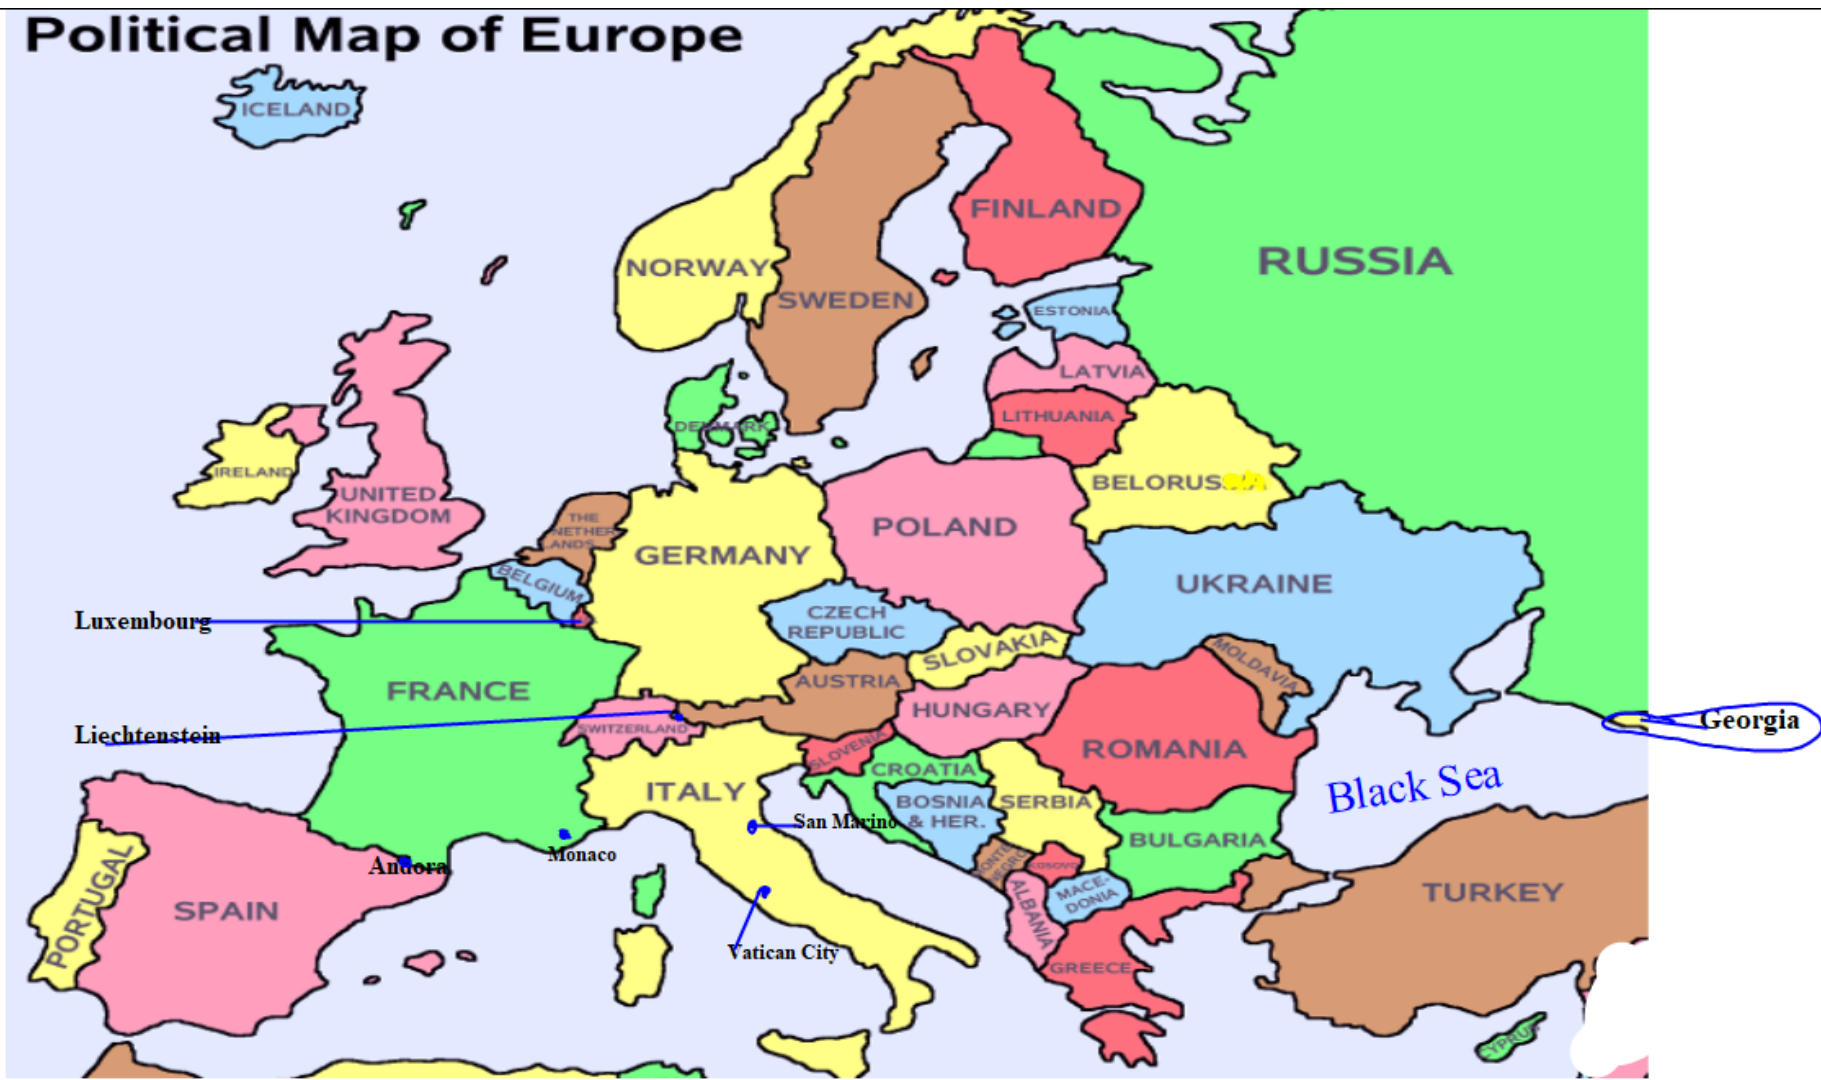 Political Map of Europe
ICELAND
FINLAND
RUSSIA
NORWAY
SWEDEN
ESTONIA
LATVIA
LITHUANIA
DENMARK
IRELAND
UNITED
KINGDOM
BELORUSSIA
THE
NETHER
LANDS
POLAND
GERMANY
BELGIUM
UKRAINE
Luxembourg
CZECH
REPUBLIC
SLOVAKIA
MOLDAVIA
AUSTRIA
FRANCE
HUNGARY
Liechtenstein
SWITZERLAND
Georgia
SLOVENIA
ROMANIA
CROATIA
ITALY
Black Sea
BOSNIA
& HER.
SERBIA
San Marino
BULGARIA
Monaco
Andora
MONTE
NEGRO
KOSOVO
MACE-
DONIA
TURKEY
PORTUGAL
SPAIN
ALBANIA
Vatican City
GREECE
CYPRUS